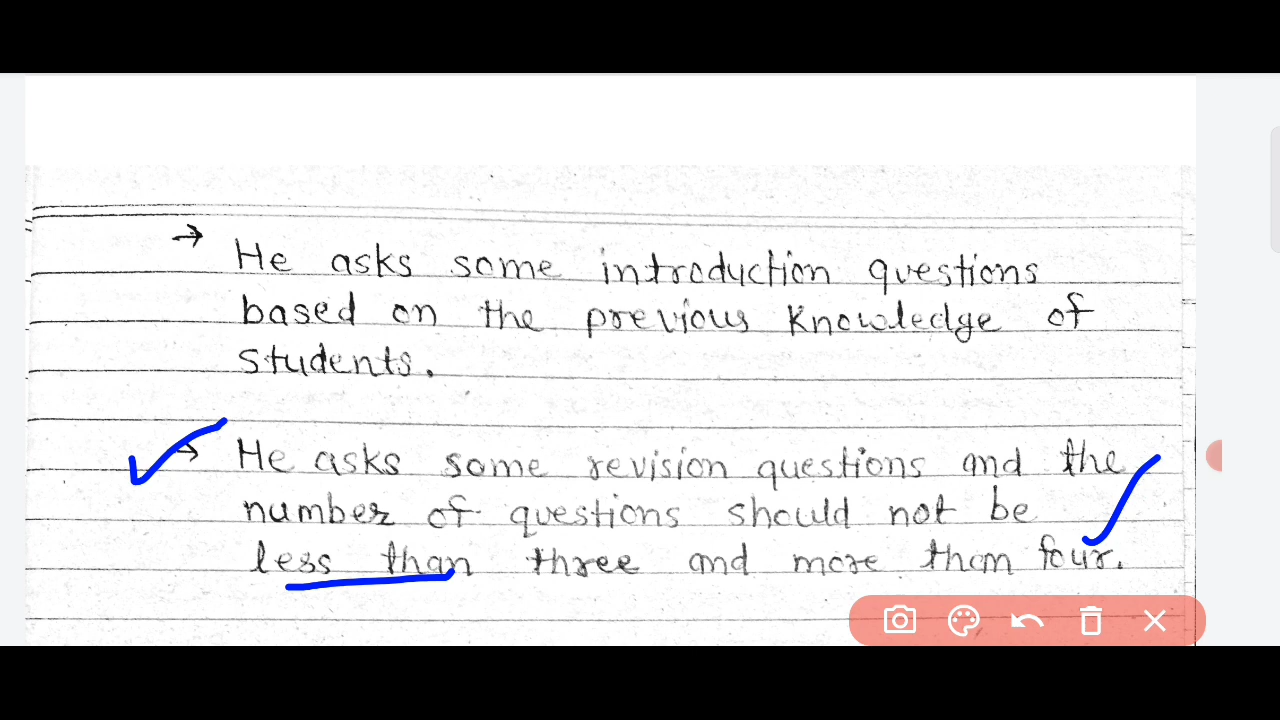 → He asks some introduction questions
based on the previous Knowledge of
Students.
→ He asks some revision questions and the
number of questions should not be
less than three and more than four.